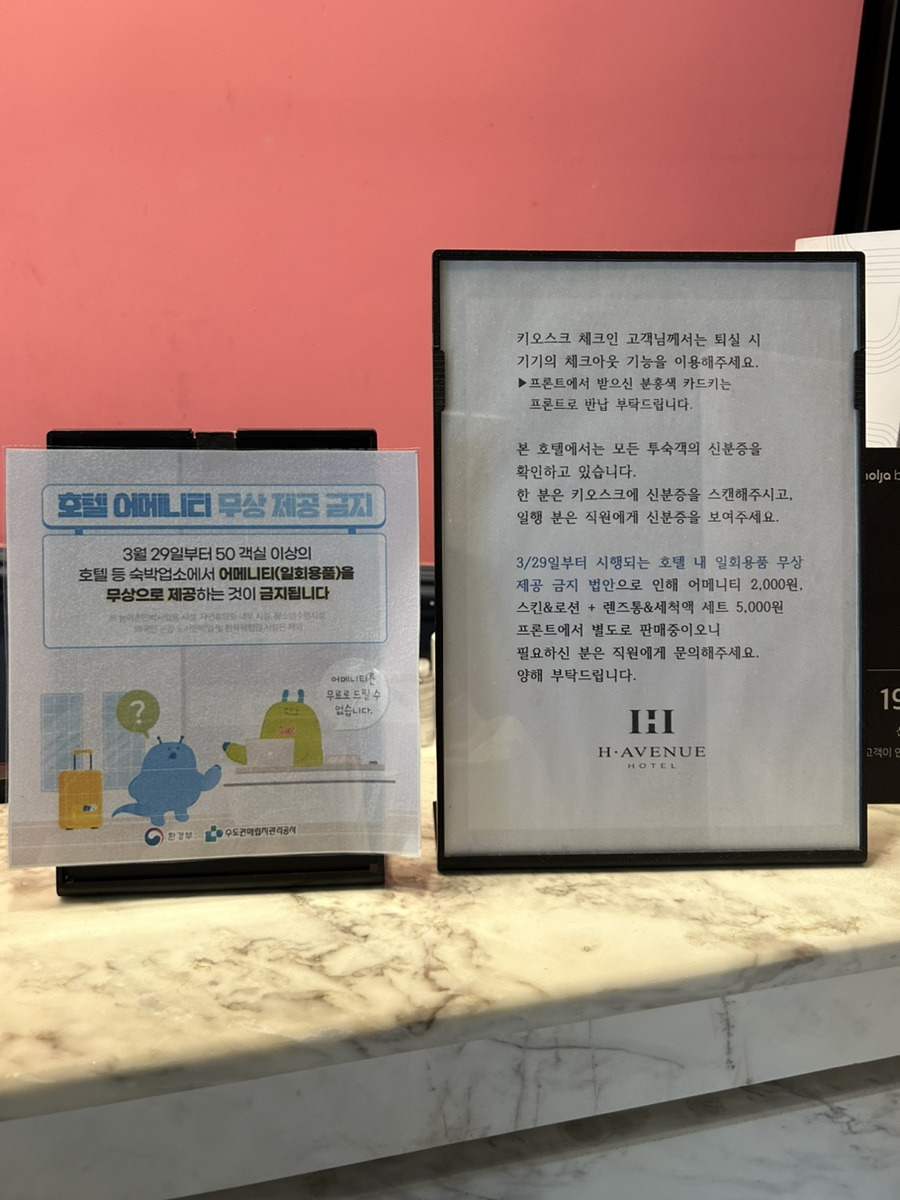 호텔 어메니티 무상 제공 금지
3월 29일부터 50 객실 이상의
호텔 등 숙박업소에서 어메니티(일회용품)을
무상으로 제공하는 것이 금지됩니다
?
어메니티는
무료로 드릴 수
없습니다.
환경부
수도권매립지관리공사
키오스크 체크인 고객님께서는 퇴실 시
기기의 체크아웃 기능을 이용해주세요.
▶프론트에서 받으신 분홍색 카드키는
프론트로 반납 부탁드립니다.
본 호텔에서는 모든 투숙객의 신분증을
확인하고 있습니다.
한 분은 키오스크에 신분증을 스캔해주시고,
일행 분은 직원에게 신분증을 보여주세요.
3/29일부터 시행되는 호텔 내 일회용품 무상
제공 금지 법안으로 인해 어메니티 2,000원,
스킨&로션 + 렌즈통&세척액 세트 5,000원
프론트에서 별도로 판매중이오니
필요하신 분은 직원에게 문의해주세요.
양해 부탁드립니다.
H·AVENUE
HOTEL
nolja b
19
고객이 안